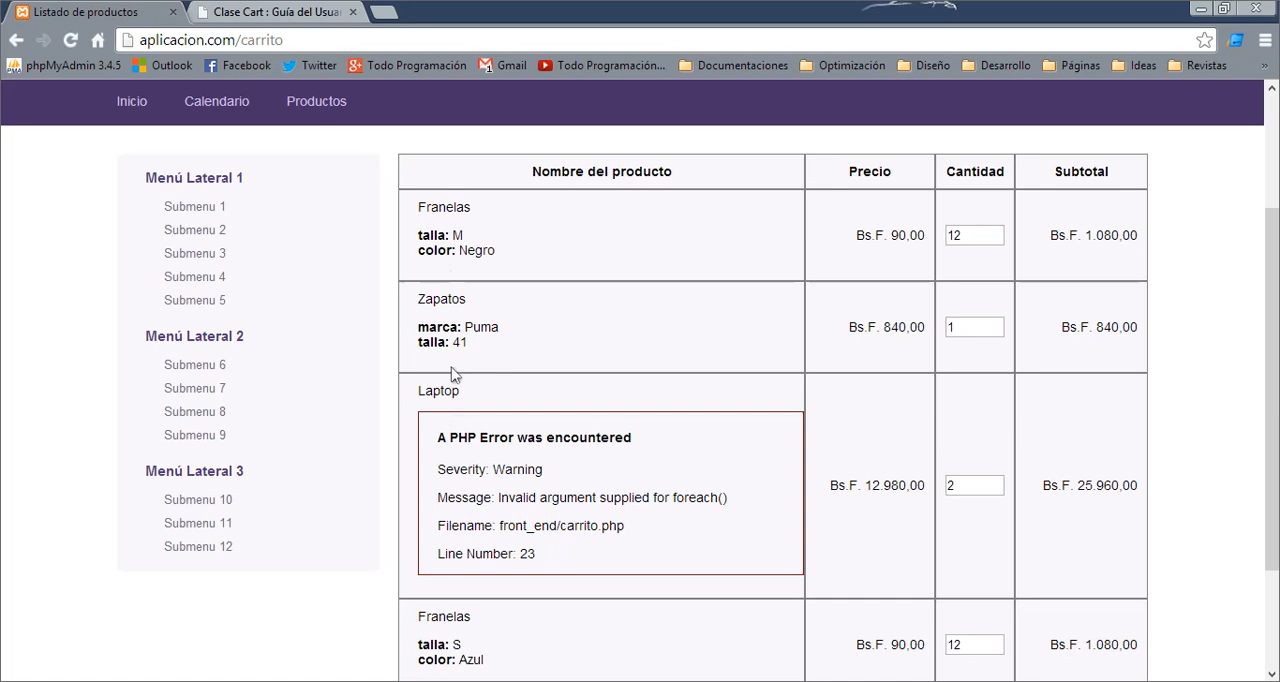 Listado de productos
Clase Cart : Guía del Usua
aplicacion.com/carrito
phpMyAdmin 3.4.5 Outlook Facebook Twitter Todo Programación Gmail Todo Programación... Documentaciones Optimización Diseño Desarrollo Páginas Ideas Revistas »
Inicio Calendario Productos
Menú Lateral 1
Submenu 1
Submenu 2
Submenu 3
Submenu 4
Submenu 5
Menú Lateral 2
Submenu 6
Submenu 7
Submenu 8
Submenu 9
Menú Lateral 3
Submenu 10
Submenu 11
Submenu 12
Nombre del producto Precio Cantidad Subtotal
Franelas
talla: M
color: Negro
Bs.F. 90,00 12 Bs.F. 1.080,00
Zapatos
marca: Puma
talla: 41
Bs.F. 840,00 1 Bs.F. 840,00
Laptop
A PHP Error was encountered
Severity: Warning
Message: Invalid argument supplied for foreach()
Filename: front_end/carrito.php
Line Number: 23
Bs.F. 12.980,00 2 Bs.F. 25.960,00
Franelas
talla: S
color: Azul
Bs.F. 90,00 12 Bs.F. 1.080,00